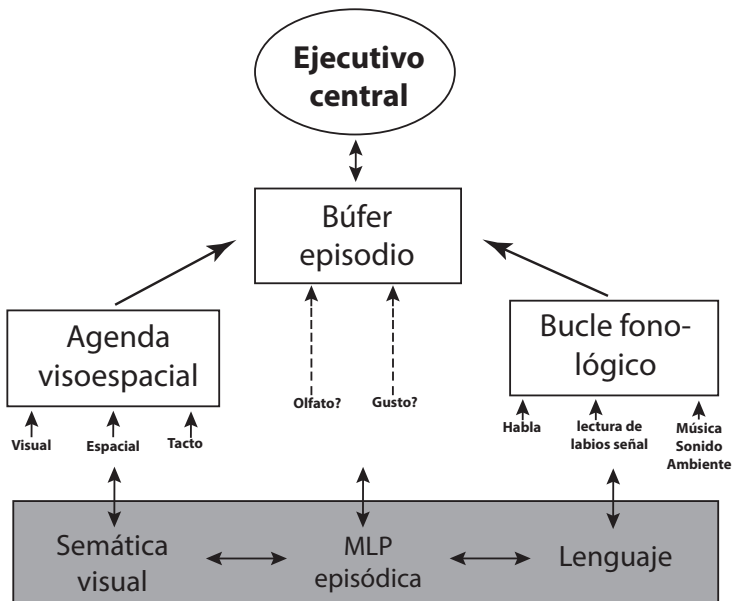 Ejecutivo
central
Búfer
episodio
Agenda
visoespacial
Bucle fono-
lógico
Olfato?
Gusto?
Visual
Espacial
Tacto
Habla
lectura de
labios señal
Música
Sonido
Ambiente
Semática
visual
MLP
episódica
Lenguaje